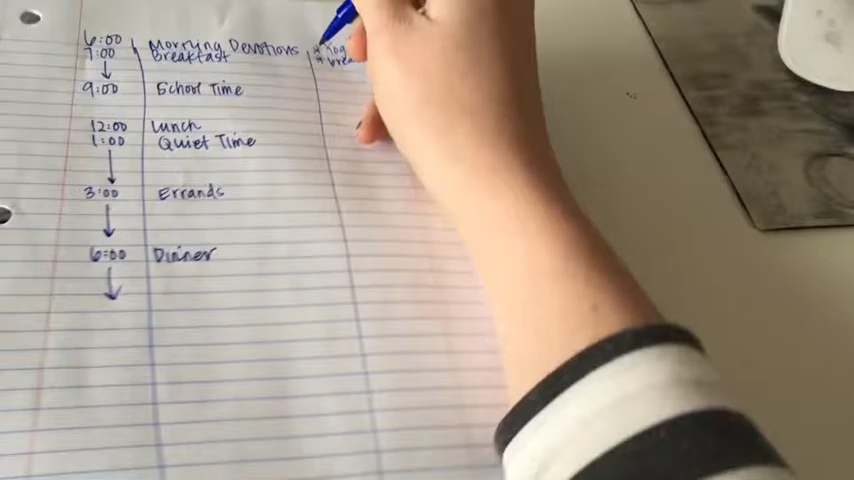 6:00 Morning Devotions
7:00 breakfast
9:00 School Time
12:00 Lunch
1:00 Quiet Time
3:00 Errands
6:00 Dinner